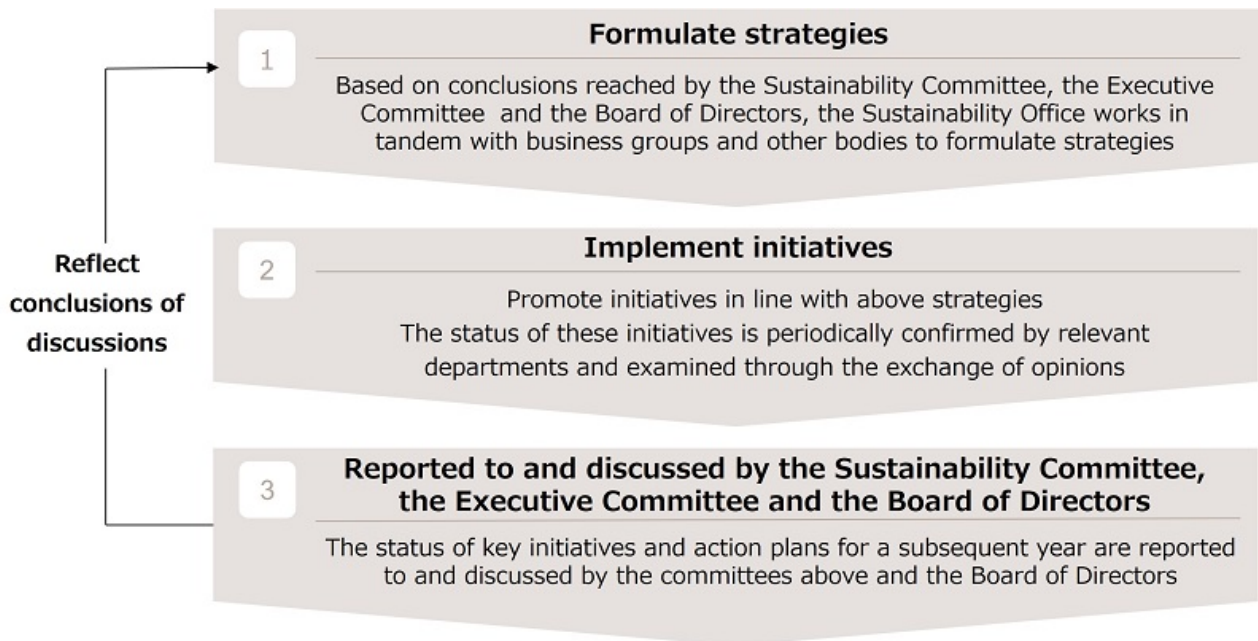 1
Formulate strategies
Based on conclusions reached by the Sustainability Committee, the Executive
Committee and the Board of Directors, the Sustainability Office works in
tandem with business groups and other bodies to formulate strategies
2
Implement initiatives
Promote initiatives in line with above strategies
The status of these initiatives is periodically confirmed by relevant
departments and examined through the exchange of opinions
3
Reported to and discussed by the Sustainability Committee,
the Executive Committee and the Board of Directors
The status of key initiatives and action plans for a subsequent year are reported
to and discussed by the committees above and the Board of Directors
Reflect
conclusions of
discussions